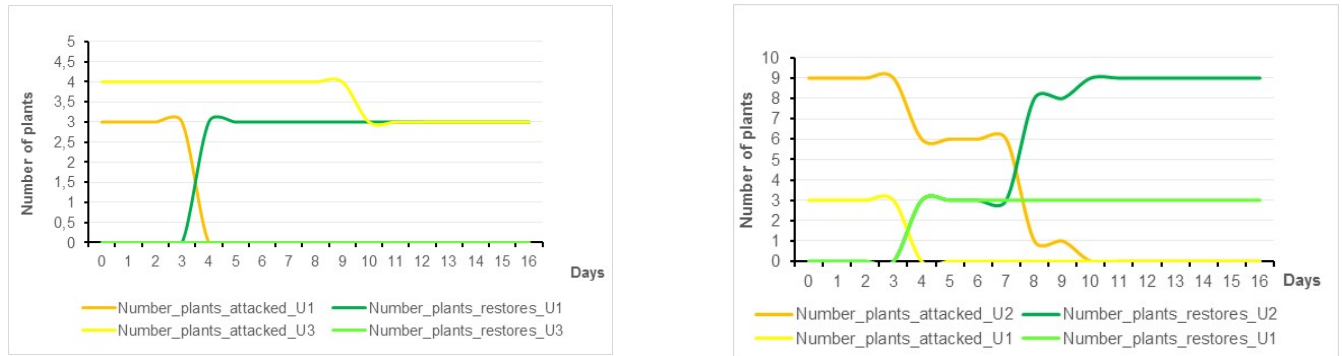 Number of plants
5
4,5
4
3,5
3
2,5
2
1,5
1
0,5
0
0 1 2 3 4 5 6 7 8 9 10 11 12 13 14 15 16
Days
Number_plants_attacked_U1 Number_plants_restores_U1
Number_plants_attacked_U3 Number_plants_restores_U3
Number of plants
10
9
8
7
6
5
4
3
2
1
0
0 1 2 3 4 5 6 7 8 9 10 11 12 13 14 15 16
Days
Number_plants_attacked_U2 Number_plants_restores_U2
Number_plants_attacked_U1 Number_plants_restores_U1